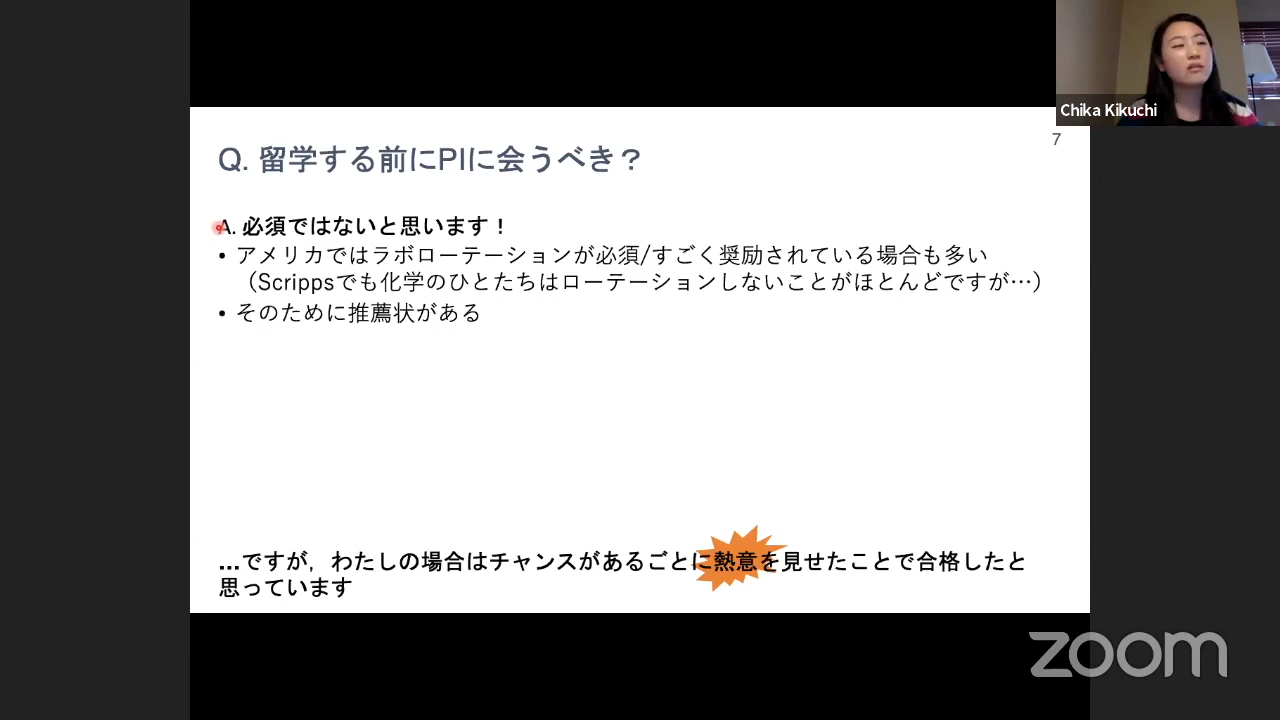 Chika Kikuchi
7
Q. 留学する前にPIに会うべき？
A. 必須ではないと思います！
• アメリカではラボローテーションが必須/すごく奨励されている場合も多い
（Scrippsでも化学のひとたちはローテーションしないことがほとんどですが…）
• そのために推薦状がある
…ですが，わたしの場合はチャンスがあるごとに熱意を見せたことで合格したと
思っています
zoom